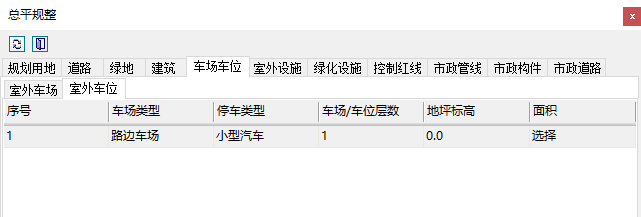 总平规整
规划用地 道路 绿地 建筑 车场车位 室外设施 绿化设施 控制红线 市政管线 市政构件 市政道路
室外车场 室外车位
序号 车场类型 停车类型 车场/车位层数 地坪标高 面积
1 路边车场 小型汽车 1 0.0 选择